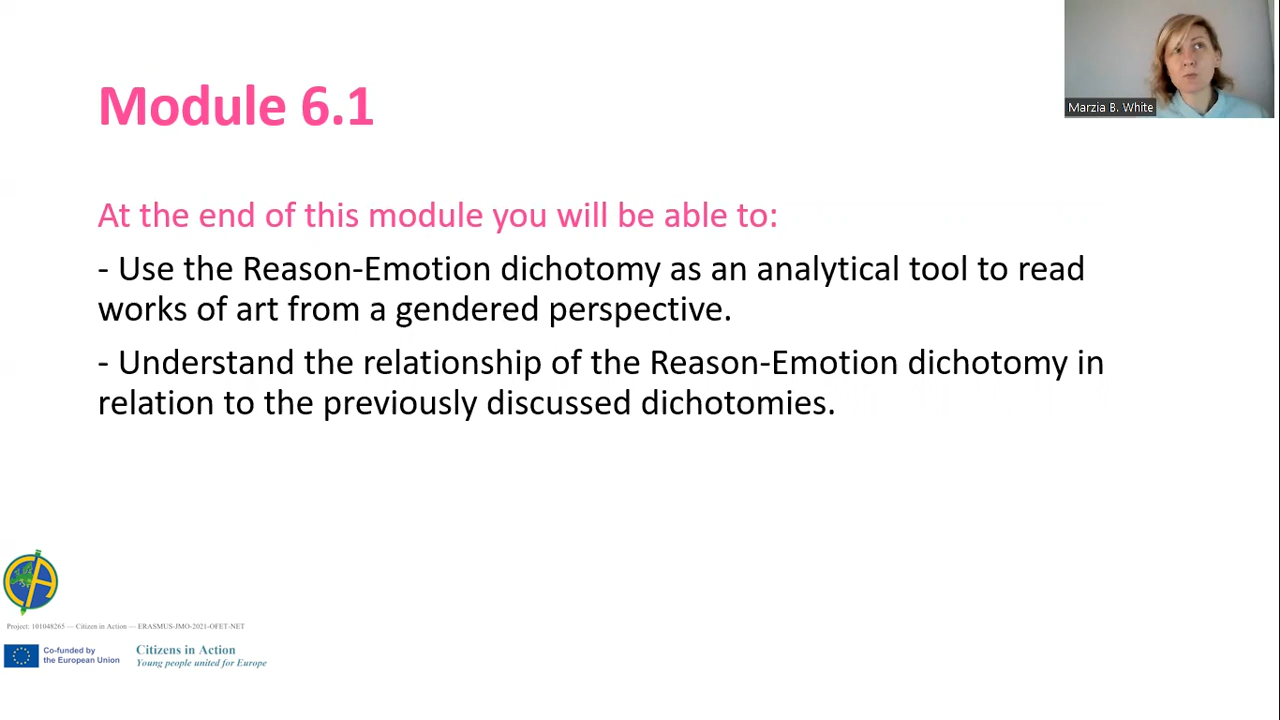 Module 6.1
Marzia B. White
At the end of this module you will be able to:
- Use the Reason-Emotion dichotomy as an analytical tool to read
works of art from a gendered perspective.
- Understand the relationship of the Reason-Emotion dichotomy in
relation to the previously discussed dichotomies.
Project: 101048265 — Citizen in Action — ERASMUS-JMO-2021-OFET-NET
Co-funded by
the European Union
Citizens in Action
Young people united for Europe